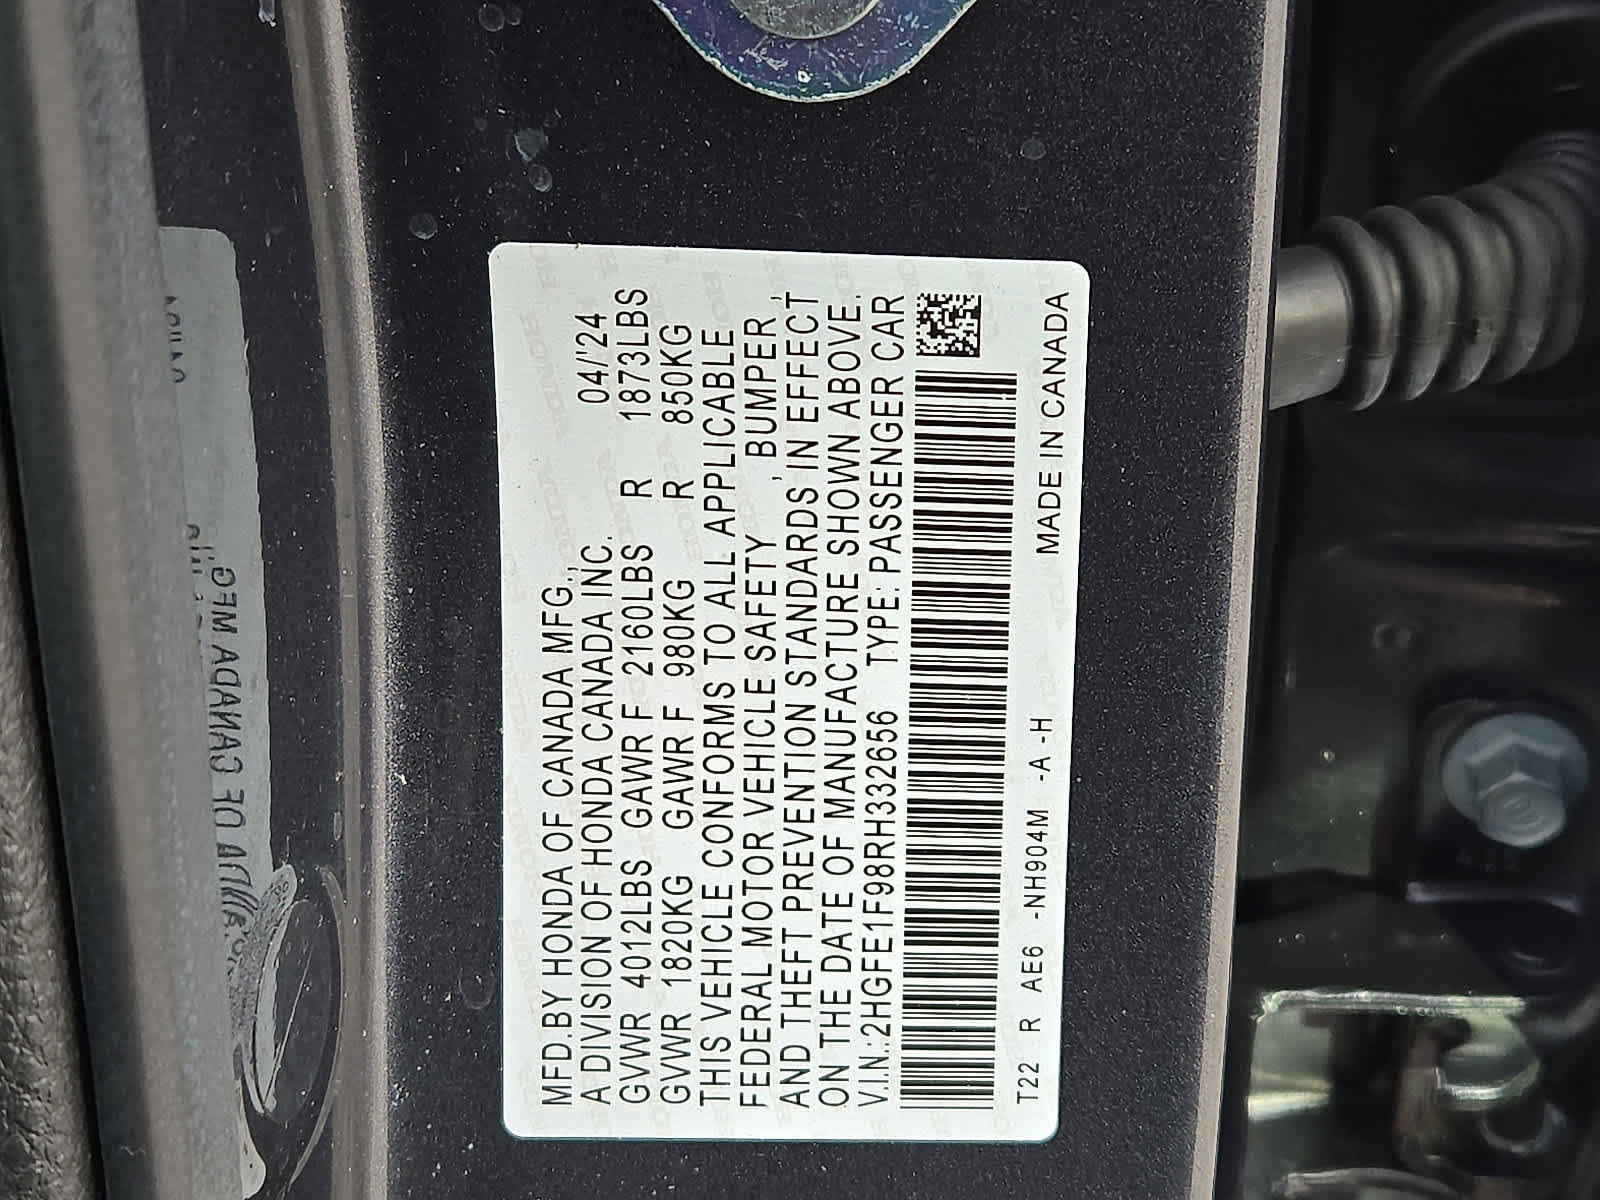 MFD.BY HONDA OF CANADA MFG.,
A DIVISION OF HONDA CANADA INC. 04/'24
GVWR 4012LBS GAWR F 2160LBS R 1873LBS
GVWR 1820KG GAWR F 980KG R 850KG
THIS VEHICLE CONFORMS TO ALL APPLICABLE
FEDERAL MOTOR VEHICLE SAFETY , BUMPER ,
AND THEFT PREVENTION STANDARDS IN EFFECT
ON THE DATE OF MANUFACTURE SHOWN ABOVE.
V.I.N.:2HGFE1F98RH332656 TYPE: PASSENGER CAR
T22 R AE6 -NH904M -A -H MADE IN CANADA